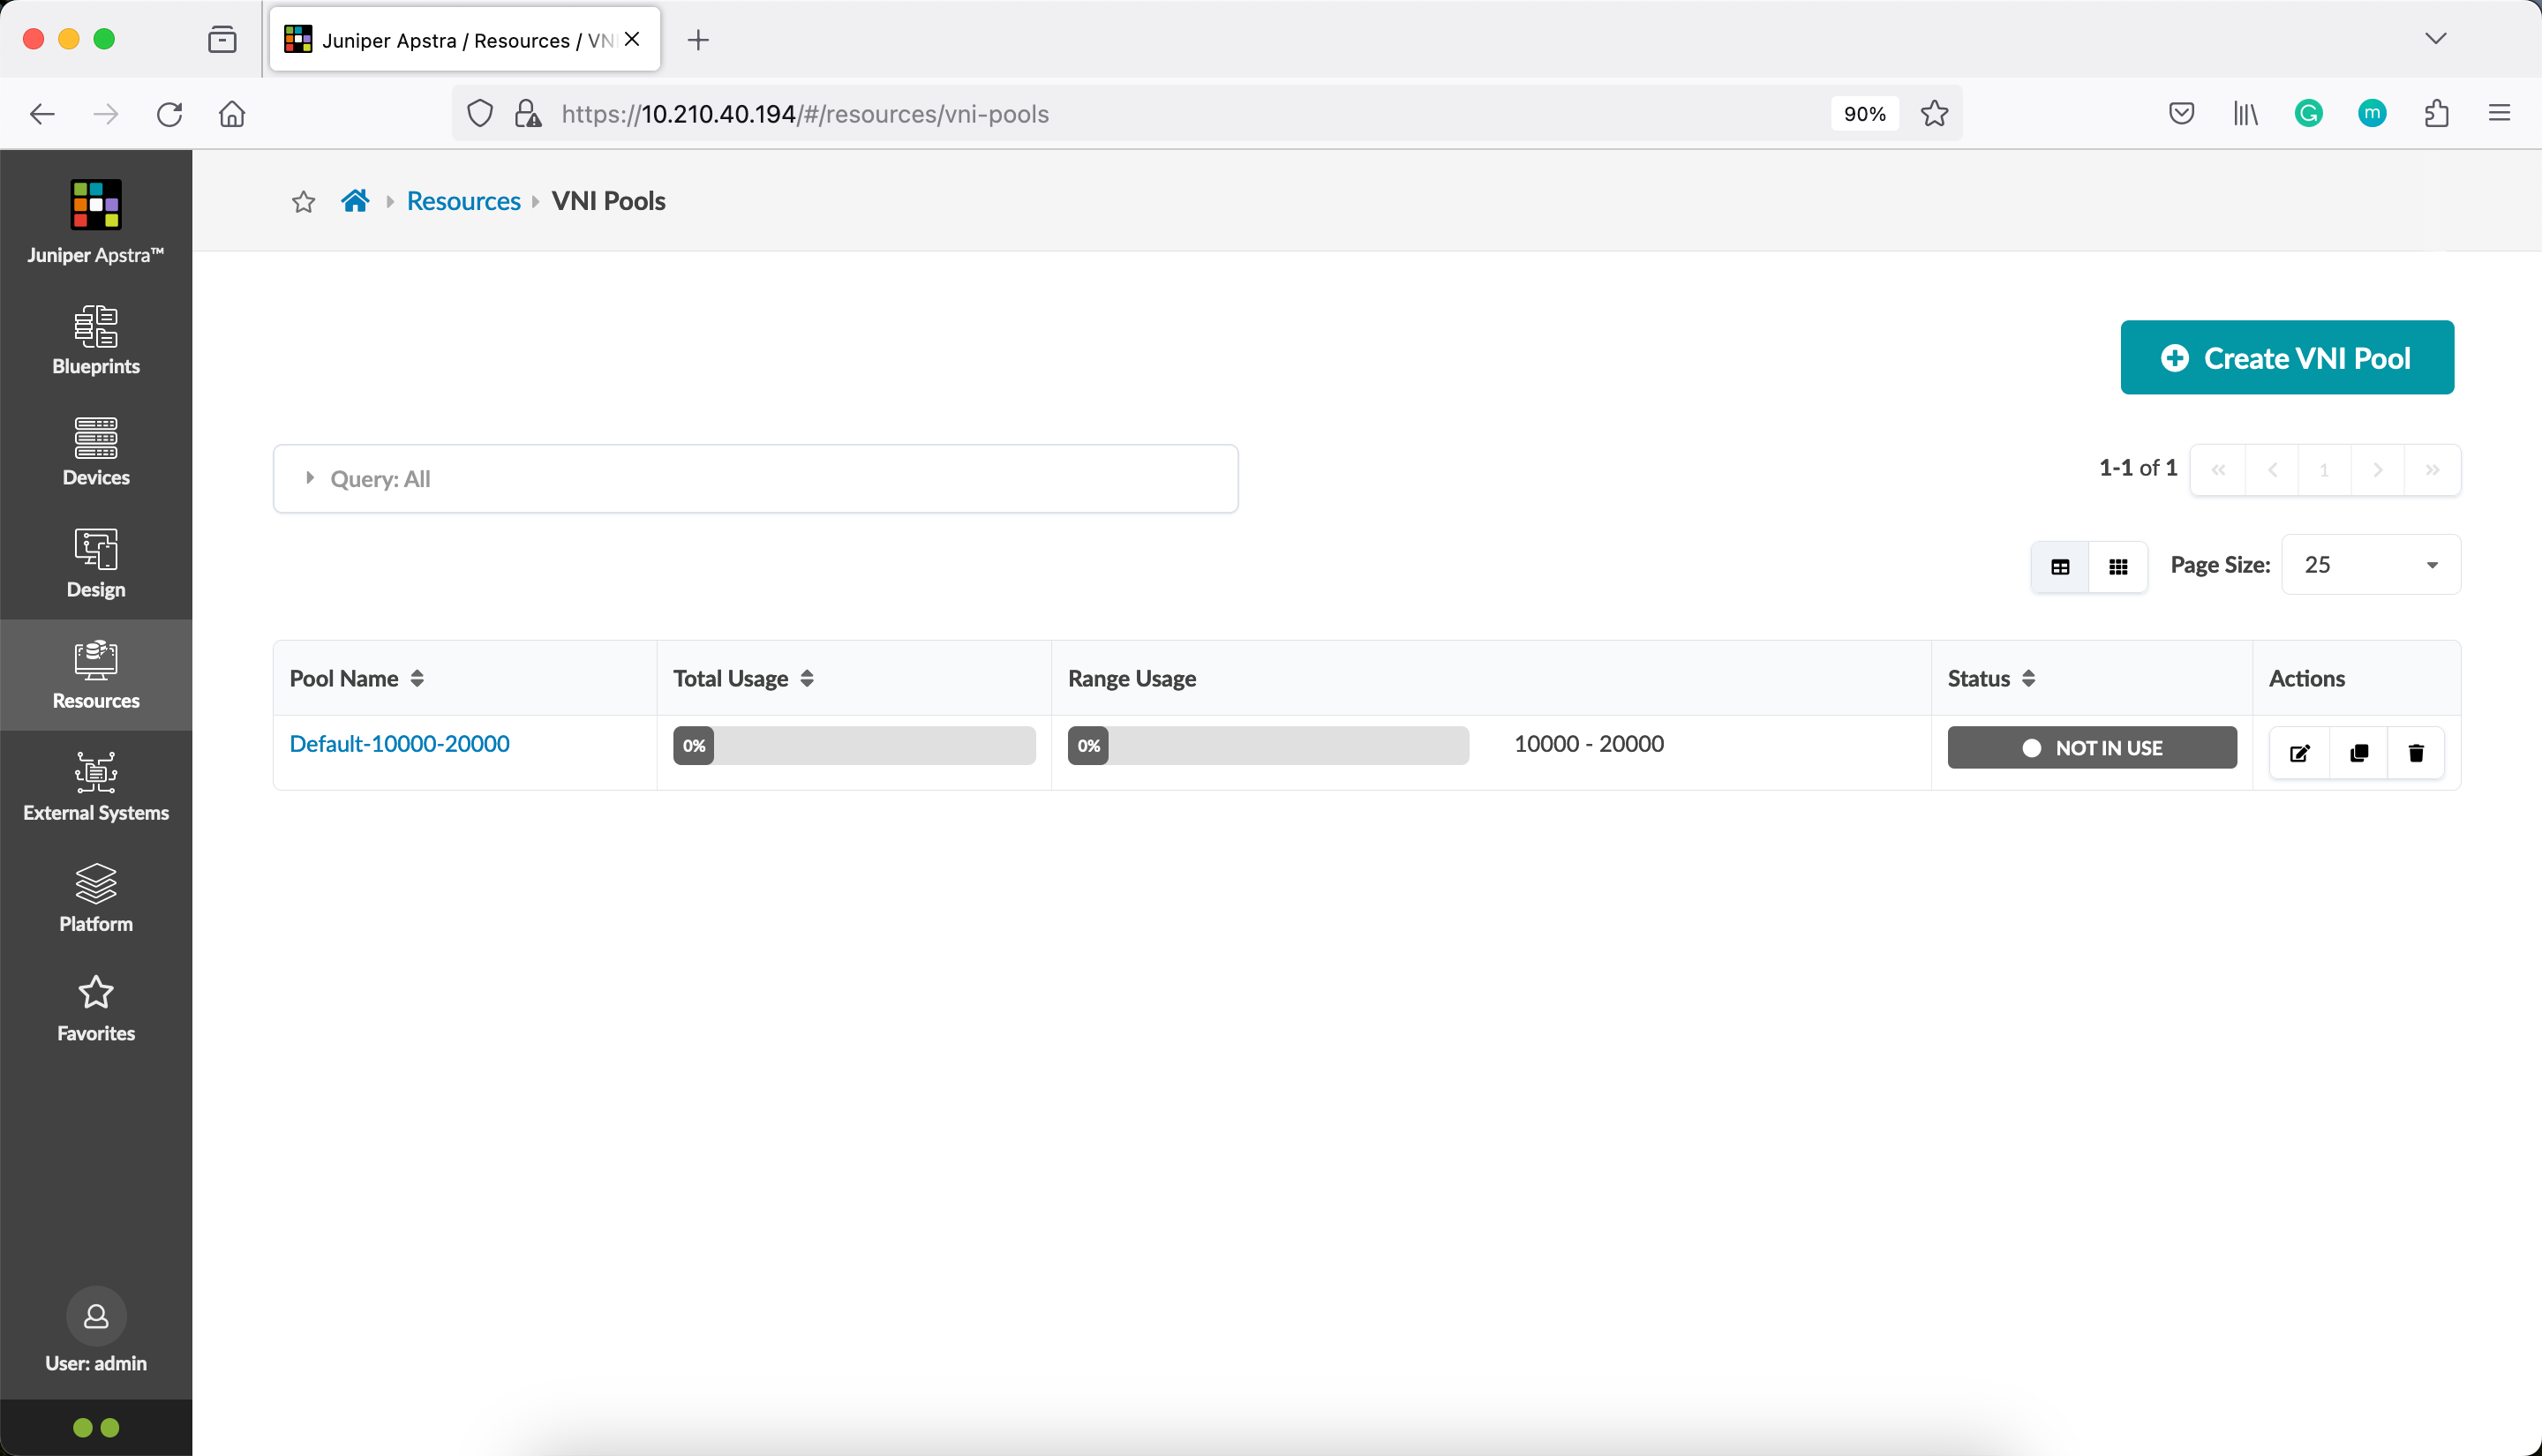 Juniper Apstra / Resources / VN
https://10.210.40.194/#/resources/vni-pools
90%
G
m
Juniper Apstra™
Blueprints
Devices
Design
Resources
External Systems
Platform
Favorites
User: admin
Resources
VNI Pools
Create VNI Pool
Query: All
1-1 of 1
1
Page Size:
25
Pool Name
Total Usage
Range Usage
Status
Actions
Default-10000-20000
0%
0%
10000 - 20000
NOT IN USE